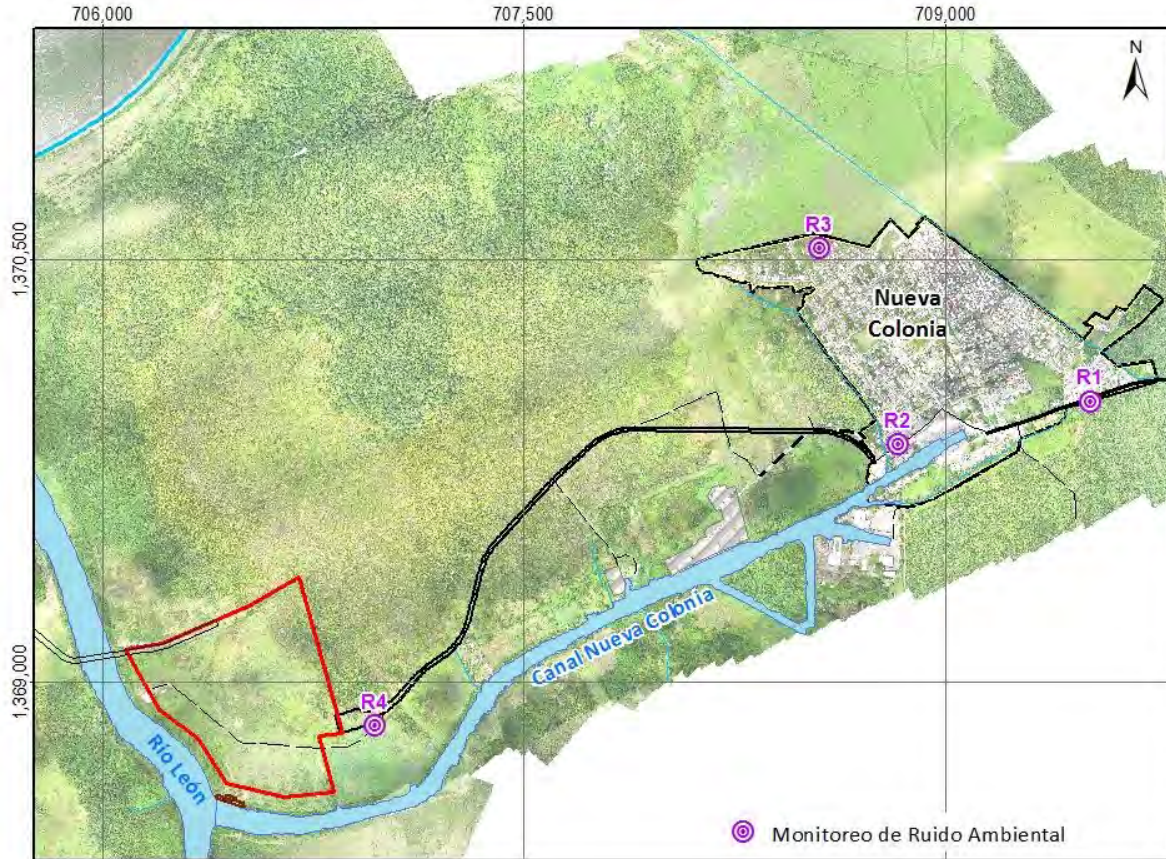 706,000
707,500
709,000
N
1,370,500
R3
Nueva
Colonia
R1
R2
Canal Nueva Colonia
1,369,000
R4
Río León
Monitoreo de Ruido Ambiental